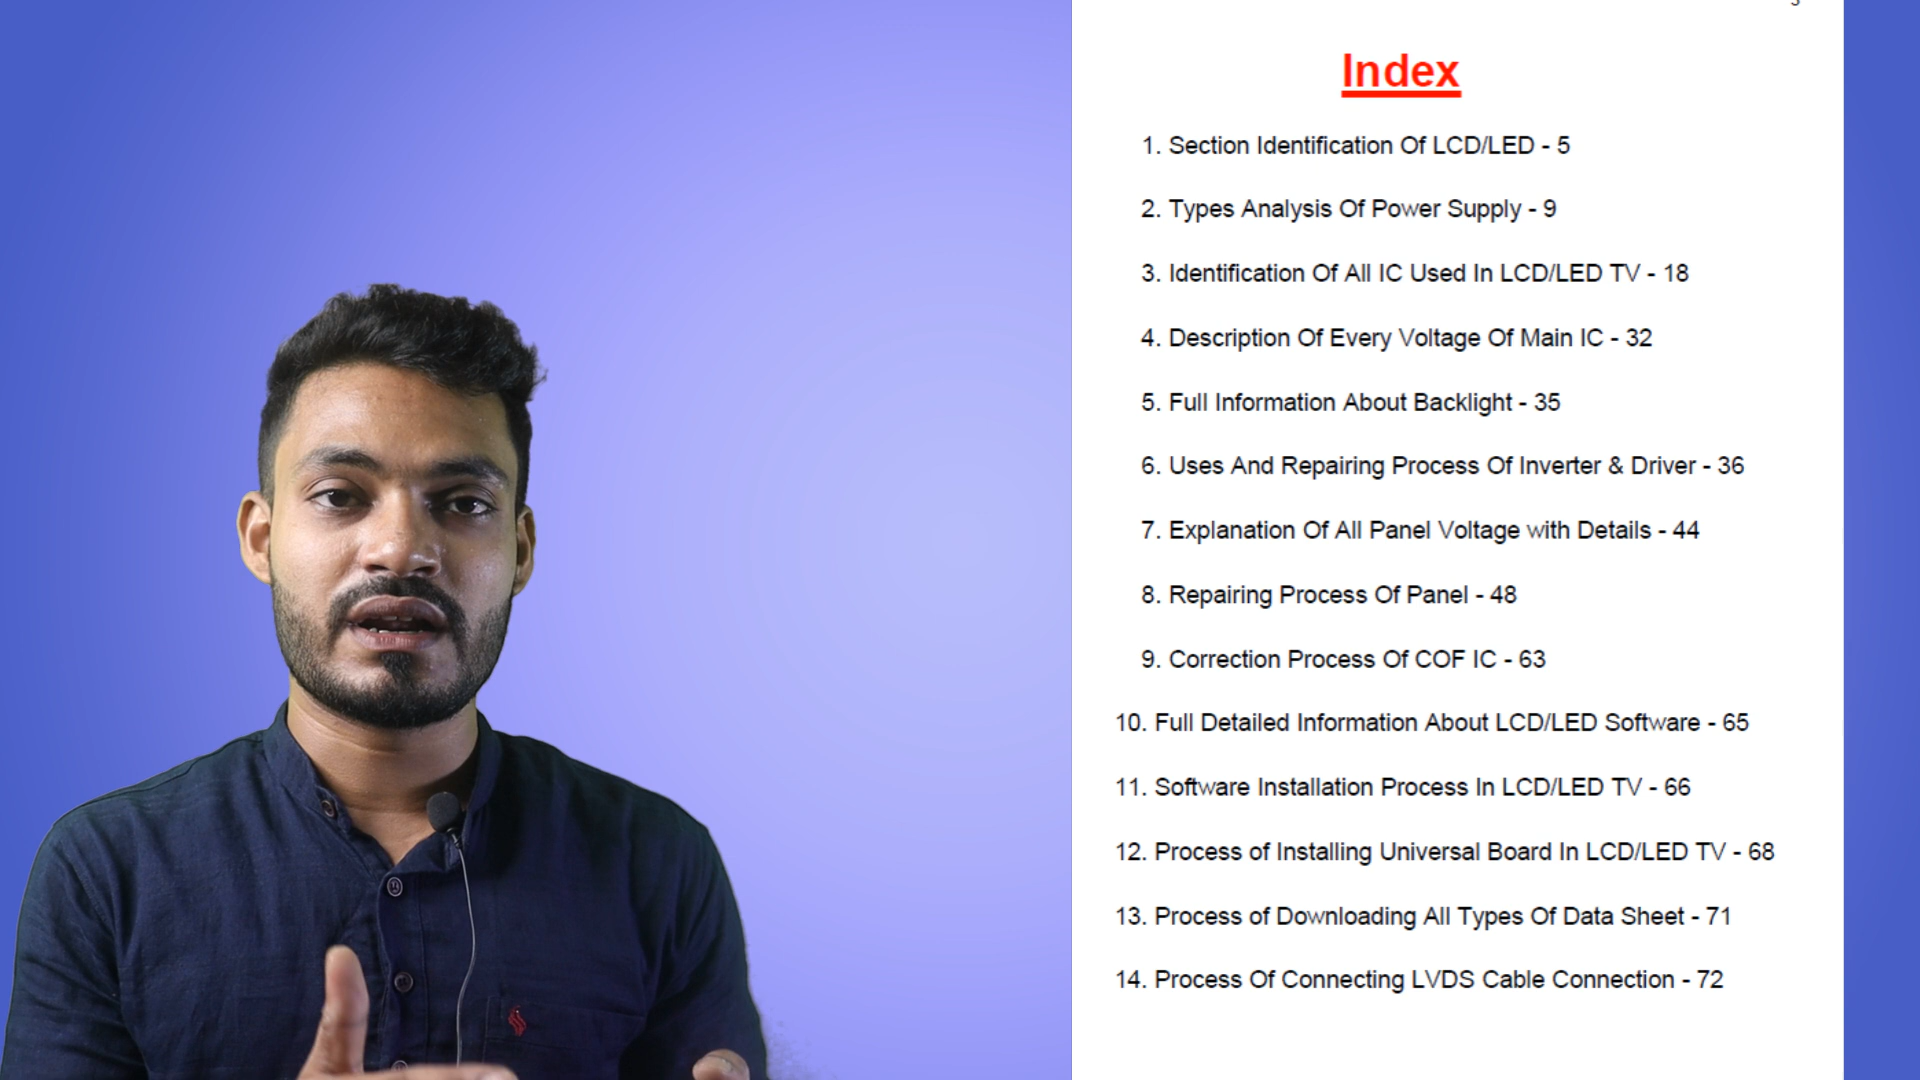 Index
1. Section Identification Of LCD/LED - 5
2. Types Analysis Of Power Supply - 9
3. Identification Of All IC Used In LCD/LED TV - 18
4. Description Of Every Voltage Of Main IC - 32
5. Full Information About Backlight - 35
6. Uses And Repairing Process Of Inverter & Driver - 36
7. Explanation Of All Panel Voltage with Details - 44
8. Repairing Process Of Panel - 48
9. Correction Process Of COF IC - 63
10. Full Detailed Information About LCD/LED Software - 65
11. Software Installation Process In LCD/LED TV - 66
12. Process of Installing Universal Board In LCD/LED TV - 68
13. Process of Downloading All Types Of Data Sheet - 71
14. Process Of Connecting LVDS Cable Connection - 72